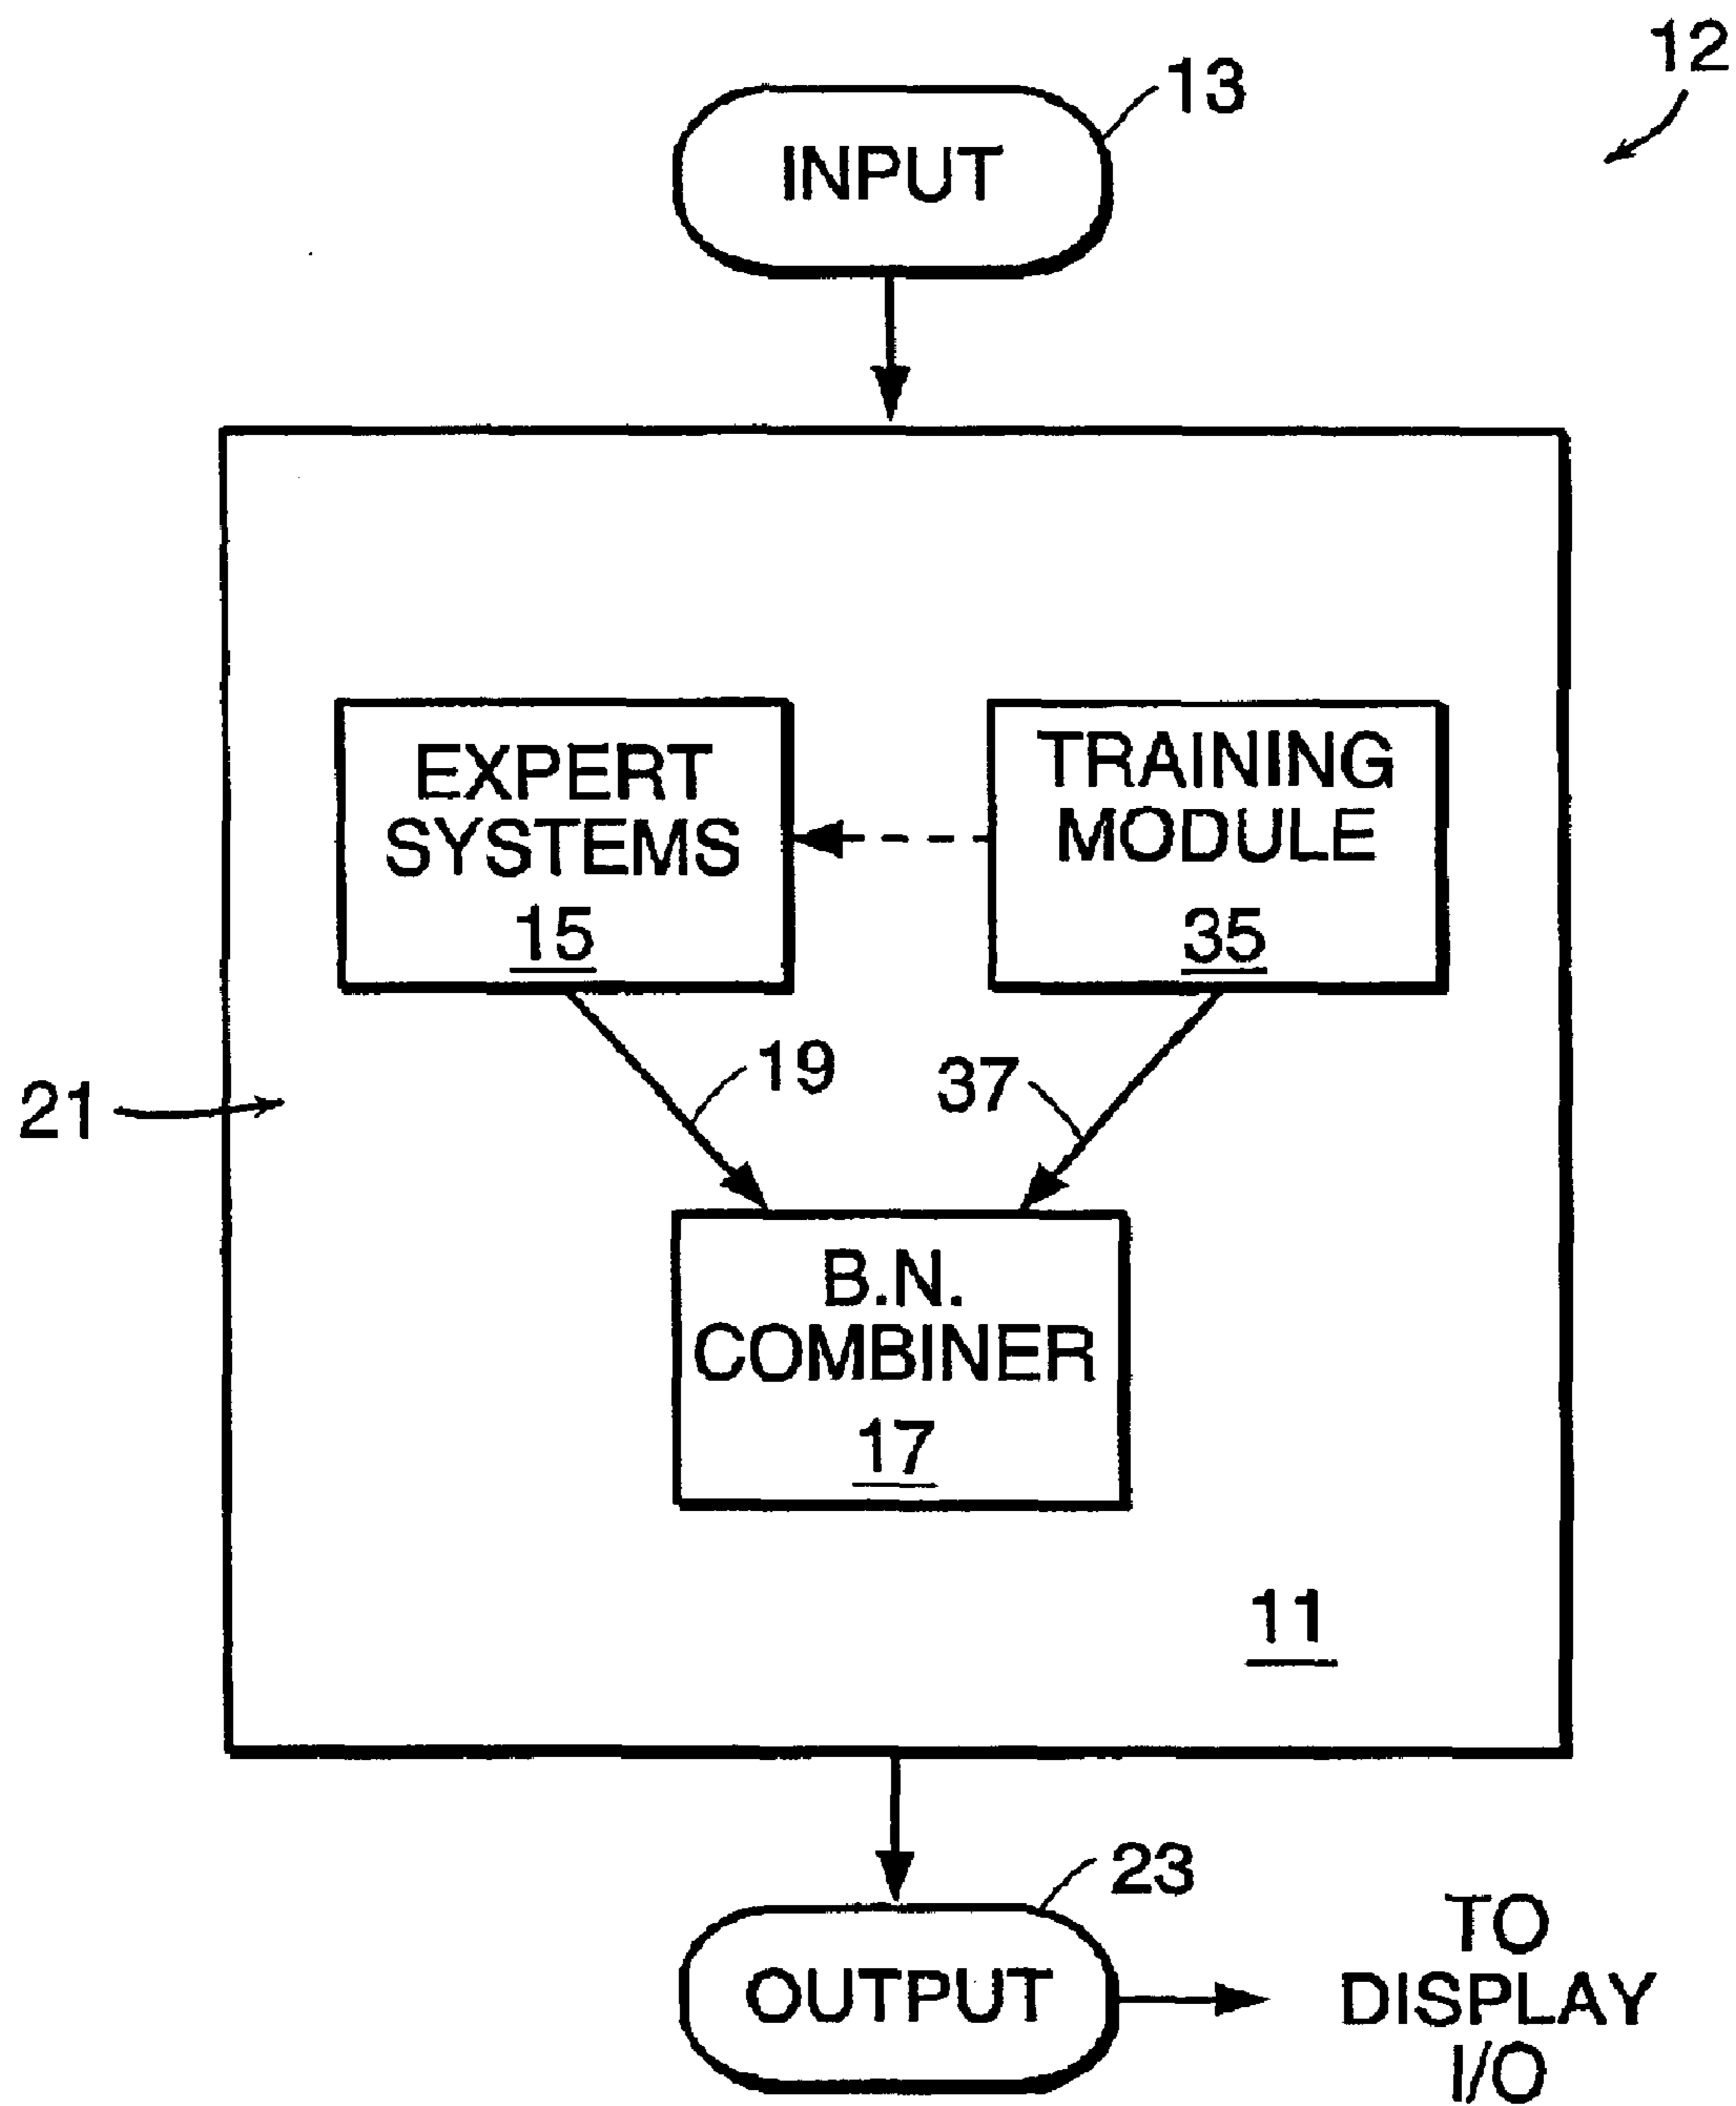 12
13
INPUT
EXPERT
SYSTEMS
15
TRAINING
MODULE
35
19
37
21
B.N.
COMBINER
17
11
23
OUTPUT
TO
DISPLAY
I/O